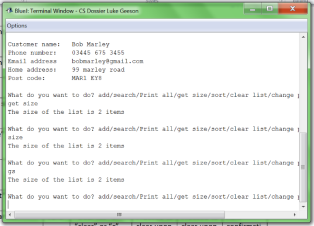 BlueJ: Terminal Window - CS Dossier Luke Geeson
Options
Customer name: Bob Marley
Phone number: 03445 675 3455
Email address bobmarley@gmail.com
Home address: 99 marley road
Post code: MAR1 KY8
What do you want to do? add/search/Print all/get size/sort/clear list/change p
get size
The size of the list is 2 items
What do you want to do? add/search/Print all/get size/sort/clear list/change p
size
The size of the list is 2 items
What do you want to do? add/search/Print all/get size/sort/clear list/change p
gs
The size of the list is 2 items
What do you want to do? add/search/Print all/get size/sort/clear list/change p